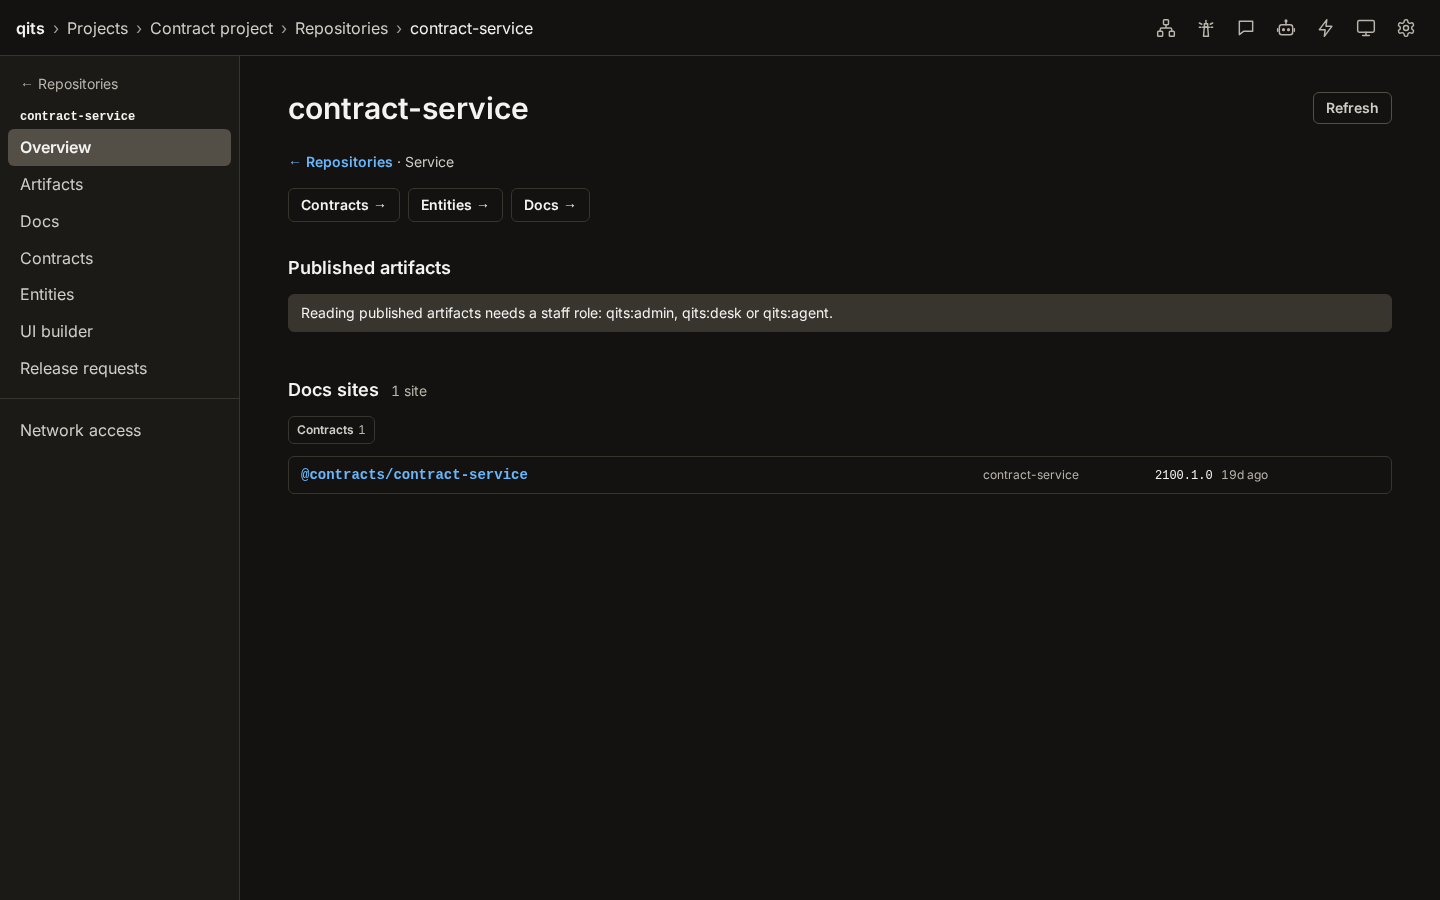 qits › Projects › Contract project › Repositories › contract-service
← Repositories
contract-service
Overview
Artifacts
Docs
Contracts
Entities
UI builder
Release requests
Network access
contract-service
Refresh
← Repositories · Service
Contracts →
Entities →
Docs →
Published artifacts
Reading published artifacts needs a staff role: qits:admin, qits:desk or qits:agent.
Docs sites 1 site
Contracts 1
@contracts/contract-service contract-service 2100.1.0 19d ago